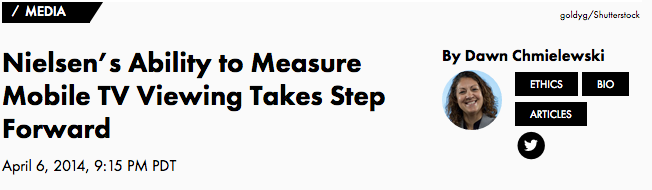 / MEDIA
goldyg/Shutterstock
Nielsen's Ability to Measure
Mobile TV Viewing Takes Step
Forward
April 6, 2014, 9:15 PM PDT
By Dawn Chmielewski
ETHICS
BIO
ARTICLES